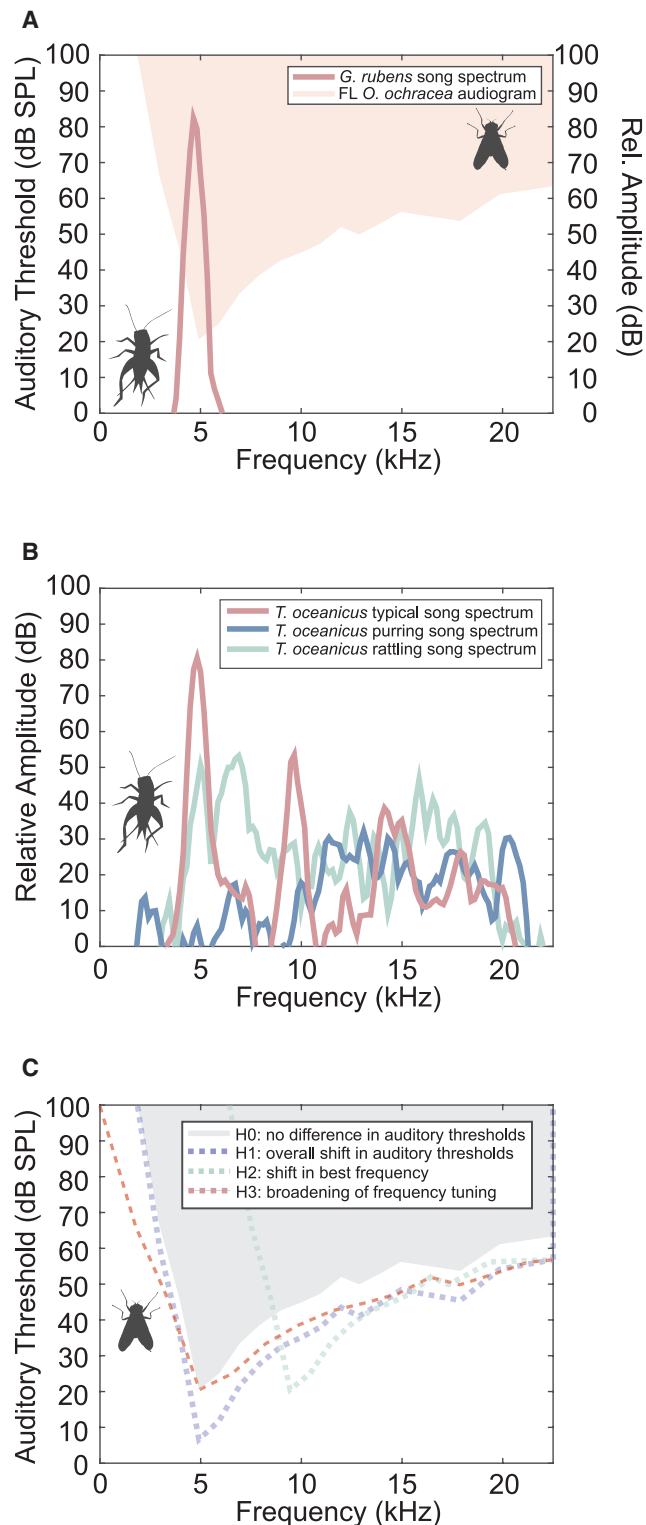 A
G. rubens song spectrum
FL O. ochracea audiogram
Auditory Threshold (dB SPL)
100
90
80
70
60
50
40
30
20
10
0
100
90
80
70
60
50
40
30
20
10
0
Rel. Amplitude (dB)
0 5 10 15 20
Frequency (kHz)
B
T. oceanicus typical song spectrum
T. oceanicus purring song spectrum
T. oceanicus rattling song spectrum
Relative Amplitude (dB)
100
90
80
70
60
50
40
30
20
10
0
0 5 10 15 20
Frequency (kHz)
C
H0: no difference in auditory thresholds
H1: overall shift in auditory thresholds
H2: shift in best frequency
H3: broadening of frequency tuning
Auditory Threshold (dB SPL)
100
90
80
70
60
50
40
30
20
10
0
0 5 10 15 20
Frequency (kHz)